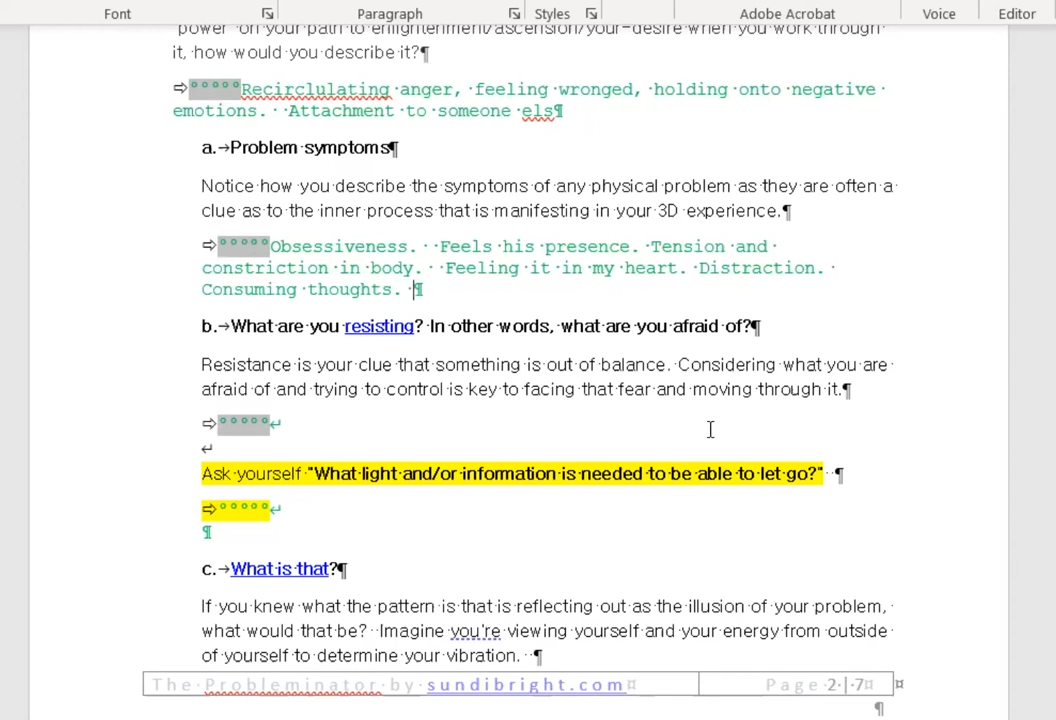 Font Paragraph Styles Adobe Acrobat Voice Editor
power on your path to enlightenment/ascension/your-desire when you work through
it, how would you describe it?¶
⇨°°°°°Recirclulating anger, feeling wronged, holding onto negative
emotions. Attachment to someone els¶
a.→Problem symptoms¶
Notice how you describe the symptoms of any physical problem as they are often a
clue as to the inner process that is manifesting in your 3D experience.¶
⇨°°°°°Obsessiveness. Feels his presence. Tension and
constriction in body. Feeling it in my heart. Distraction.
Consuming thoughts. ¶
b.→What are you resisting? In other words, what are you afraid of?¶
Resistance is your clue that something is out of balance. Considering what you are
afraid of and trying to control is key to facing that fear and moving through it.¶
⇨°°°°°↵
↵
Ask yourself "What light and/or information is needed to be able to let go?" ¶
⇨°°°°°↵
¶
c.→What is that?¶
If you knew what the pattern is that is reflecting out as the illusion of your problem,
what would that be? Imagine you're viewing yourself and your energy from outside
of yourself to determine your vibration. ¶
The Probleminator by sundibright.com¤ Page 2 | 7¤ ¤
¶